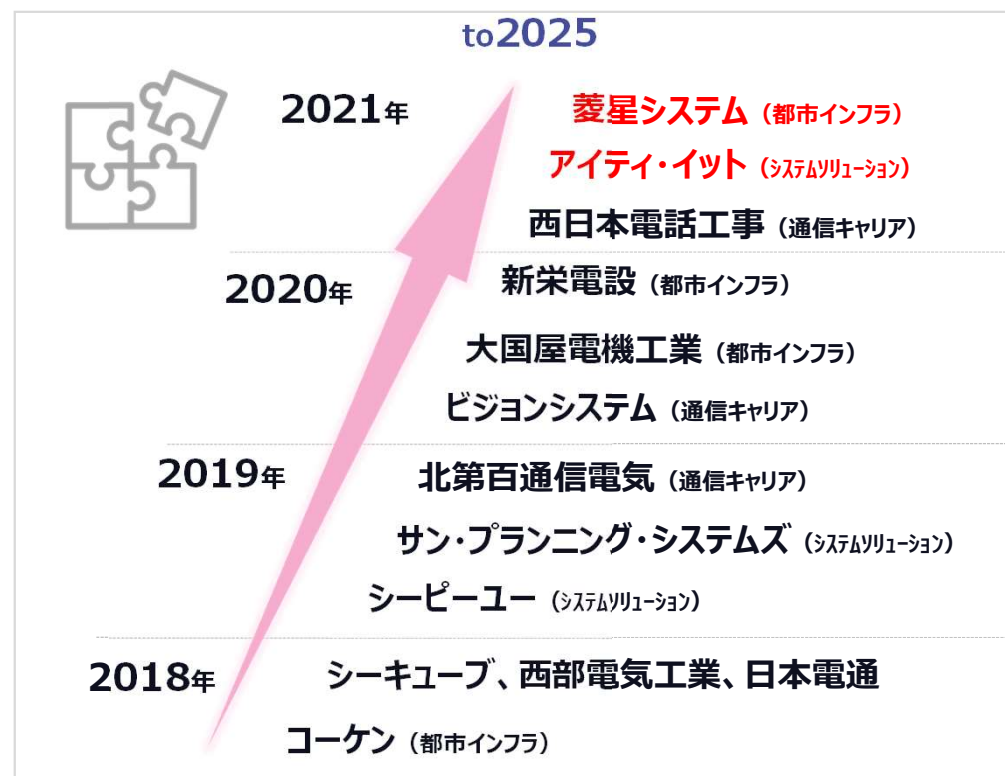 to2025
2021年
菱星システム（都市インフラ）
アイティ・イット（ｼｽﾃﾑｿﾘｭｰｼｮﾝ）
西日本電話工事（通信キャリア）
2020年
新栄電設（都市インフラ）
大国屋電機工業（都市インフラ）
ビジョンシステム（通信キャリア）
2019年
北第百通信電気（通信キャリア）
サン・プランニング・システムズ（ｼｽﾃﾑｿﾘｭｰｼｮﾝ）
シーピーユー（ｼｽﾃﾑｿﾘｭｰｼｮﾝ）
2018年
シーキューブ、西部電気工業、日本電通
コーケン（都市インフラ）